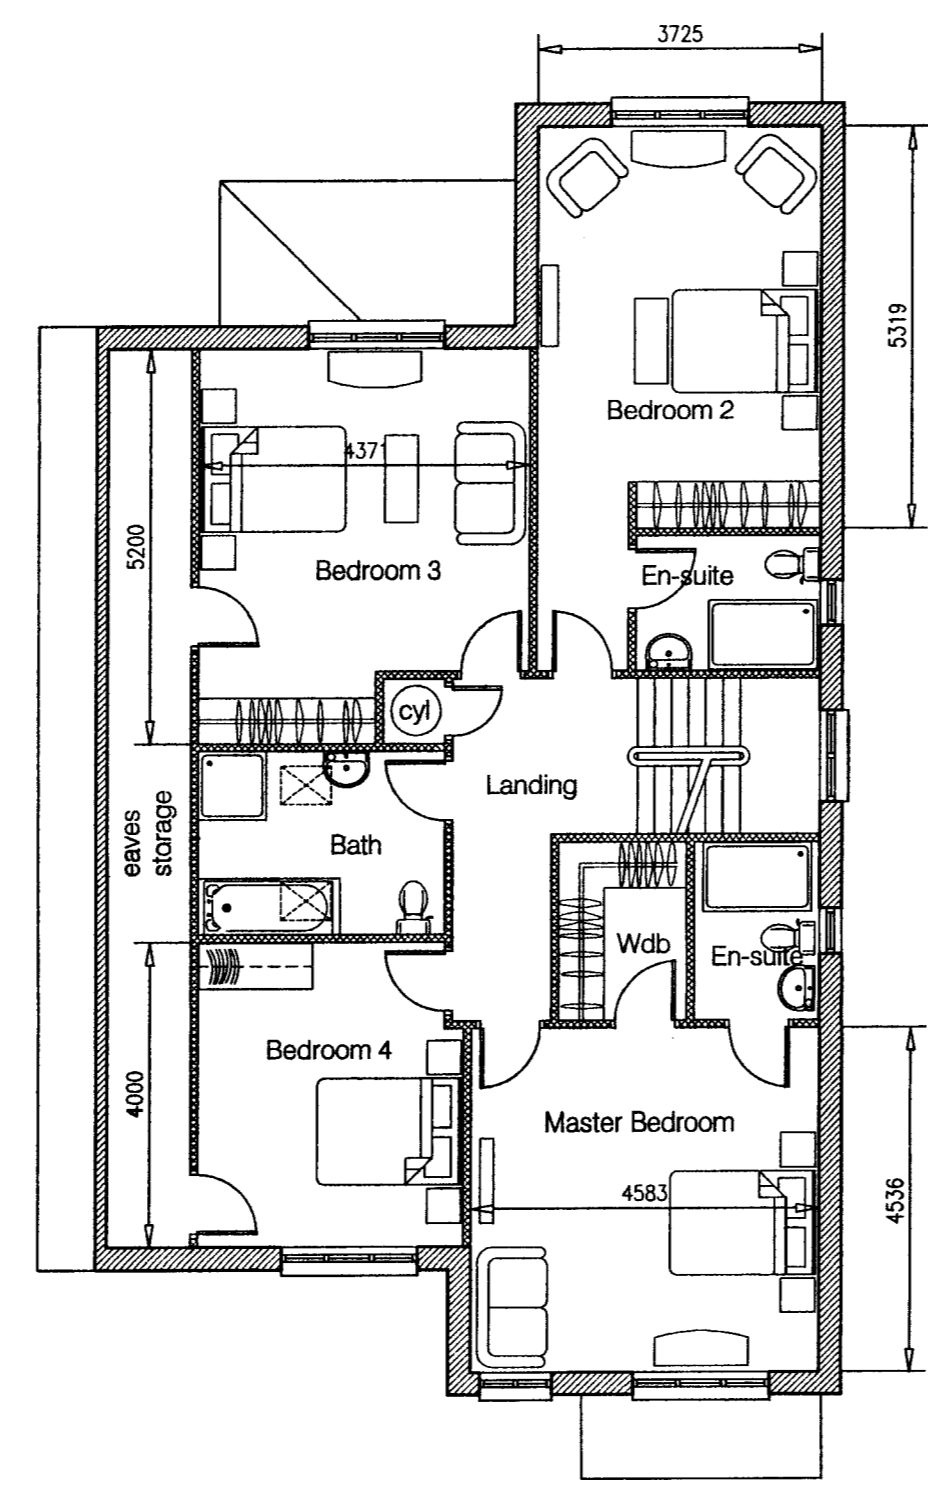 3725
5319
Bedroom 2
4371
5200
Bedroom 3
En-suite
cyl
Landing
eaves
storage
Bath
Wdb
En-suite
4000
Bedroom 4
Master Bedroom
4583
4536